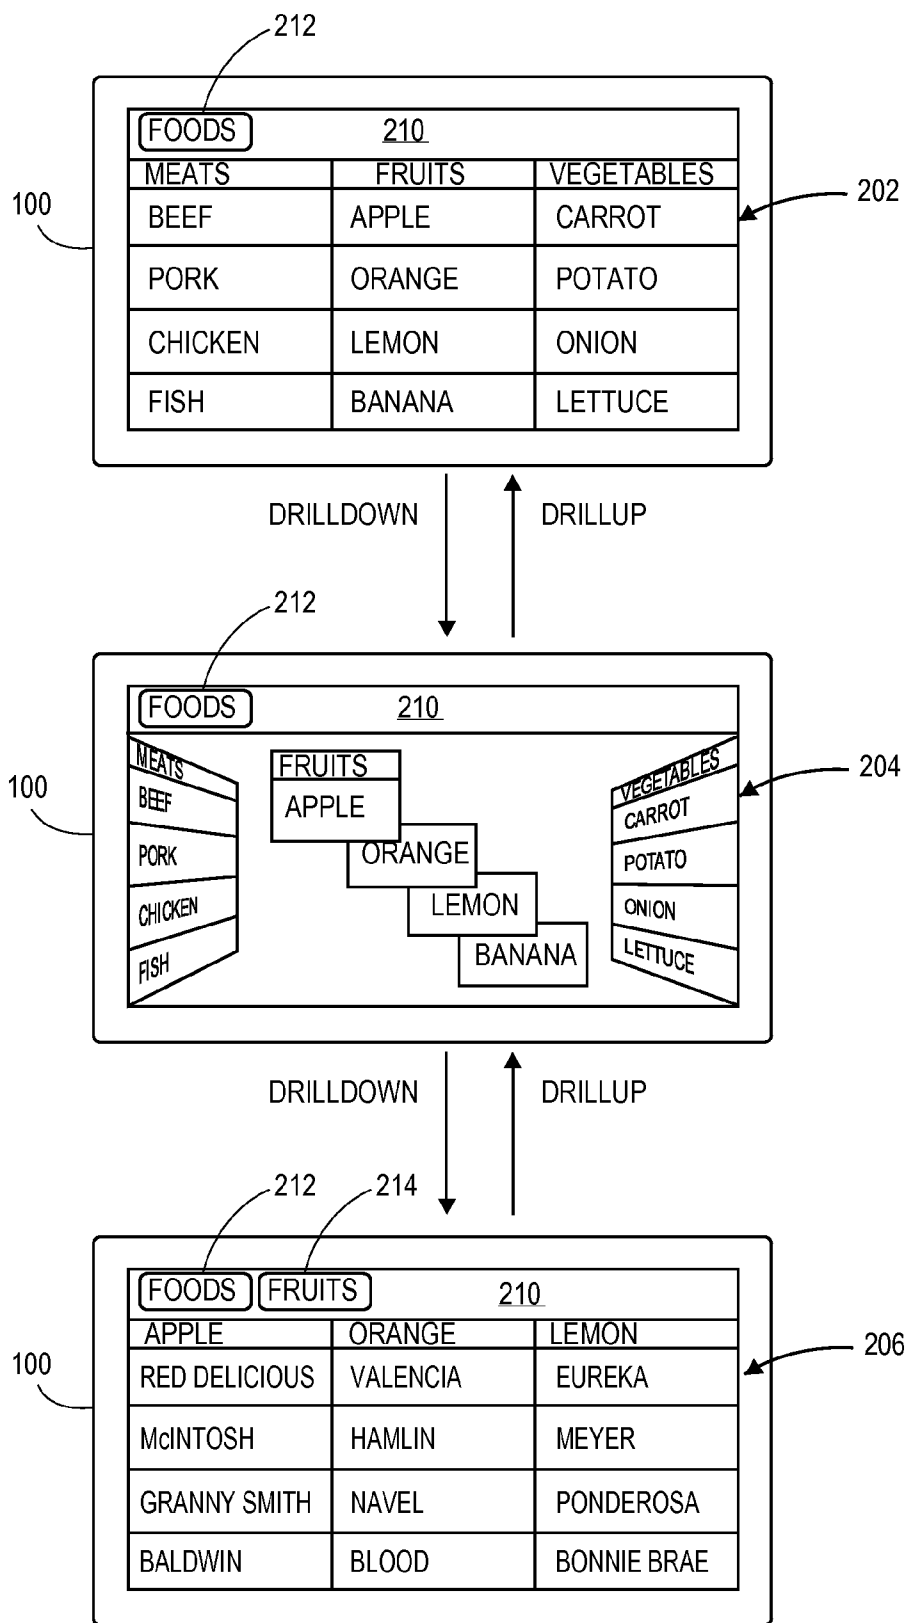 212
FOODS 210
MEATS FRUITS VEGETABLES
100 202
BEEF APPLE CARROT
PORK ORANGE POTATO
CHICKEN LEMON ONION
FISH BANANA LETTUCE
DRILLDOWN DRILLUP
212
FOODS 210
100 204
MEATS
BEEF
PORK
CHICKEN
FISH
FRUITS
APPLE
ORANGE
LEMON
BANANA
VEGETABLES
CARROT
POTATO
ONION
LETTUCE
DRILLDOWN DRILLUP
212 214
FOODS FRUITS 210
APPLE ORANGE LEMON
100 206
RED DELICIOUS VALENCIA EUREKA
McINTOSH HAMLIN MEYER
GRANNY SMITH NAVEL PONDEROSA
BALDWIN BLOOD BONNIE BRAE